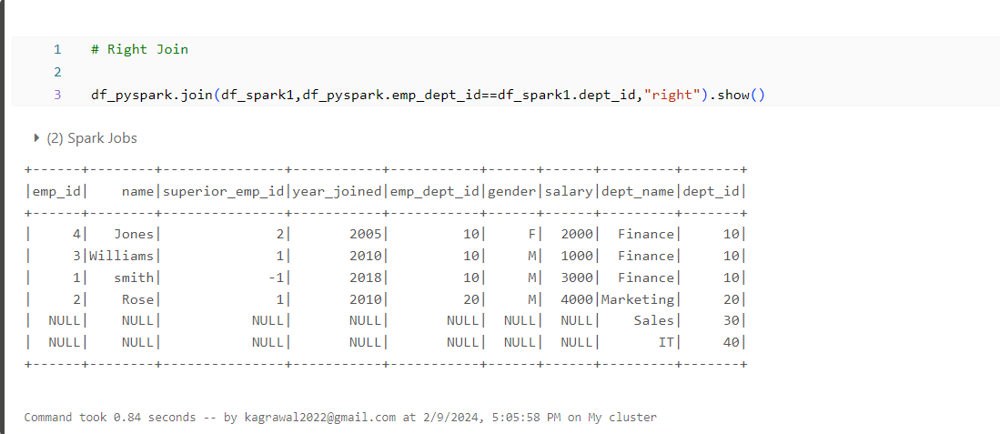 1 # Right Join
2
3 df_pyspark.join(df_spark1,df_pyspark.emp_dept_id==df_spark1.dept_id,"right").show()
(2) Spark Jobs
+------+--------+---------------+-----------+-----------+------+------+---------+-------+
|emp_id|    name|superior_emp_id|year_joined|emp_dept_id|gender|salary|dept_name|dept_id|
+------+--------+---------------+-----------+-----------+------+------+---------+-------+
|     4|   Jones|              2|       2005|         10|     F|  2000|  Finance|     10|
|     3|Williams|              1|       2010|         10|     M|  1000|  Finance|     10|
|     1|   smith|             -1|       2018|         10|     M|  3000|  Finance|     10|
|     2|    Rose|              1|       2010|         20|     M|  4000|Marketing|     20|
|  NULL|    NULL|           NULL|       NULL|       NULL|  NULL|  NULL|    Sales|     30|
|  NULL|    NULL|           NULL|       NULL|       NULL|  NULL|  NULL|       IT|     40|
+------+--------+---------------+-----------+-----------+------+------+---------+-------+
Command took 0.84 seconds -- by kagrawal2022@gmail.com at 2/9/2024, 5:05:58 PM on My cluster